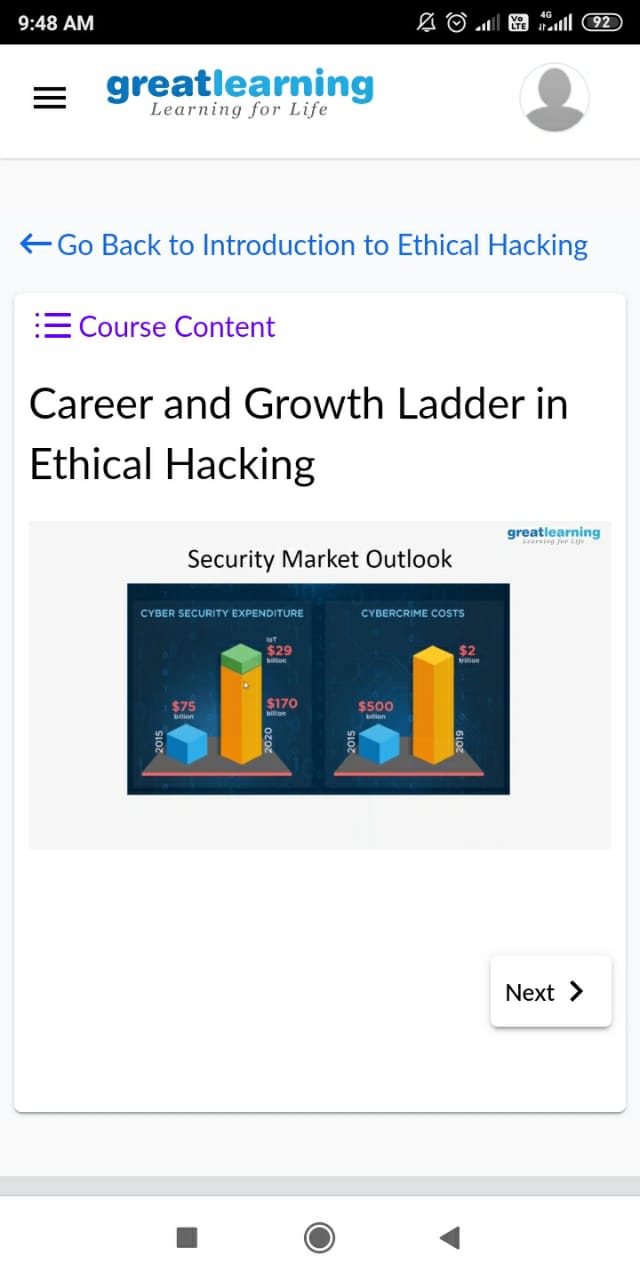 9:48 AM
Vo LTE
4G
92
greatlearning
Learning for Life
Go Back to Introduction to Ethical Hacking
Course Content
Career and Growth Ladder in
Ethical Hacking
greatlearning
Learning for Life
Security Market Outlook
CYBER SECURITY EXPENDITURE
IoT
$29
billion
$75
billion
$170
billion
2015
2020
CYBERCRIME COSTS
$2
trillion
$500
billion
2015
2019
Next